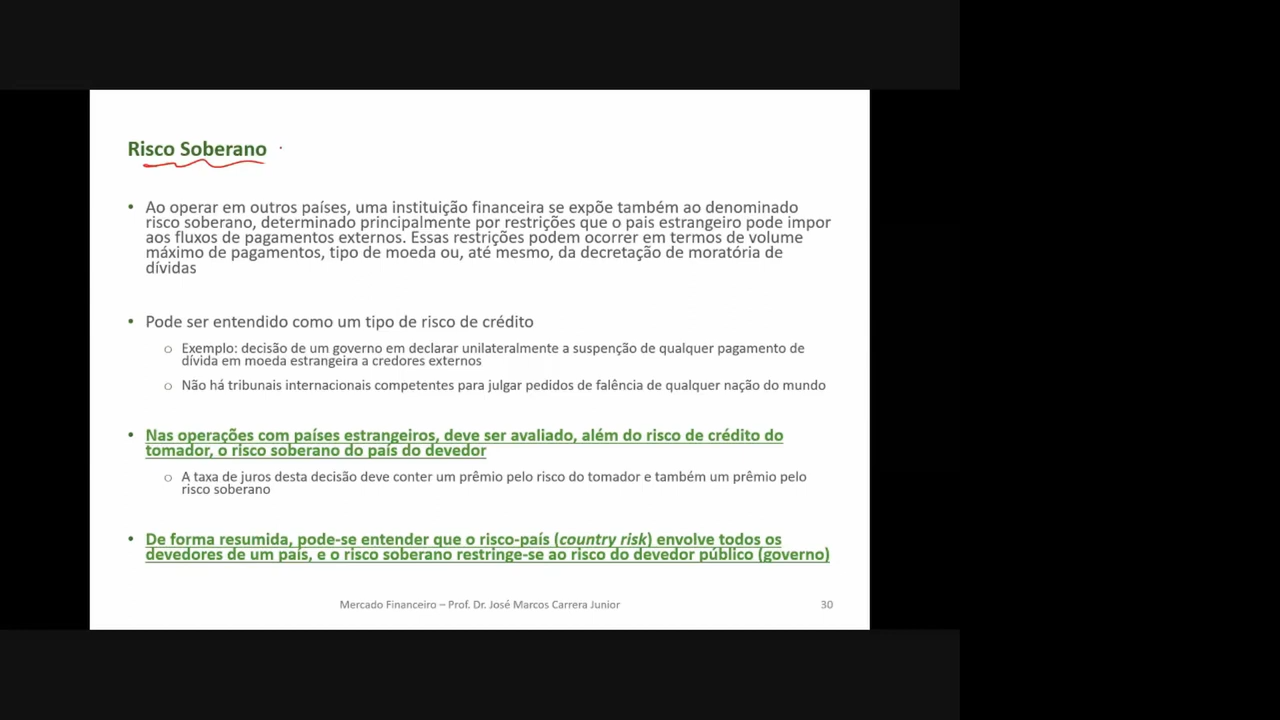 Risco Soberano
• Ao operar em outros países, uma instituição financeira se expõe também ao denominado
risco soberano, determinado principalmente por restrições que o pais estrangeiro pode impor
aos fluxos de pagamentos externos. Essas restrições podem ocorrer em termos de volume
máximo de pagamentos, tipo de moeda ou, até mesmo, da decretação de moratória de
dívidas
• Pode ser entendido como um tipo de risco de crédito
o Exemplo: decisão de um governo em declarar unilateralmente a suspenção de qualquer pagamento de
dívida em moeda estrangeira a credores externos
o Não há tribunais internacionais competentes para julgar pedidos de falência de qualquer nação do mundo
• Nas operações com países estrangeiros, deve ser avaliado, além do risco de crédito do
tomador, o risco soberano do país do devedor
o A taxa de juros desta decisão deve conter um prêmio pelo risco do tomador e também um prêmio pelo
risco soberano
• De forma resumida, pode-se entender que o risco-país (country risk) envolve todos os
devedores de um país, e o risco soberano restringe-se ao risco do devedor público (governo)
Mercado Financeiro – Prof. Dr. José Marcos Carrera Junior
30